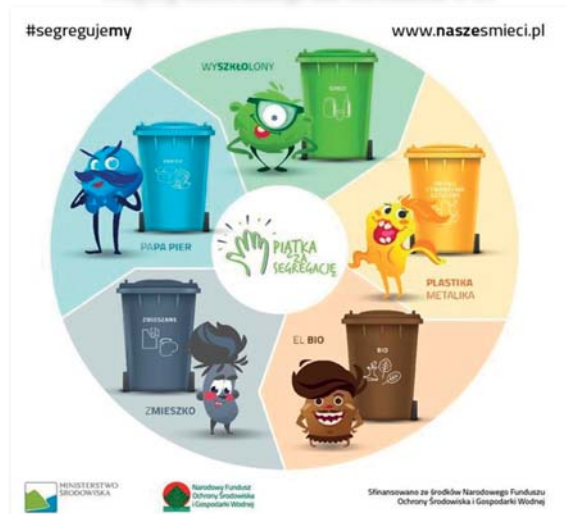 #segregujemy
www.naszesmieci.pl
WYSZKŁOLONY
SZKŁO
PAPIER
PAPA PIER
PIĄTKA
ZA
SEGREGACJĘ
PLASTIKA
METALIKA
ZMIESZANE
ZMIESZKO
EL BIO
BIO
MINISTERSTWO
ŚRODOWISKA
Narodowy Fundusz
Ochrony Środowiska
i Gospodarki Wodnej
Sfinansowano ze środków Narodowego Funduszu
Ochrony Środowiska i Gospodarki Wodnej